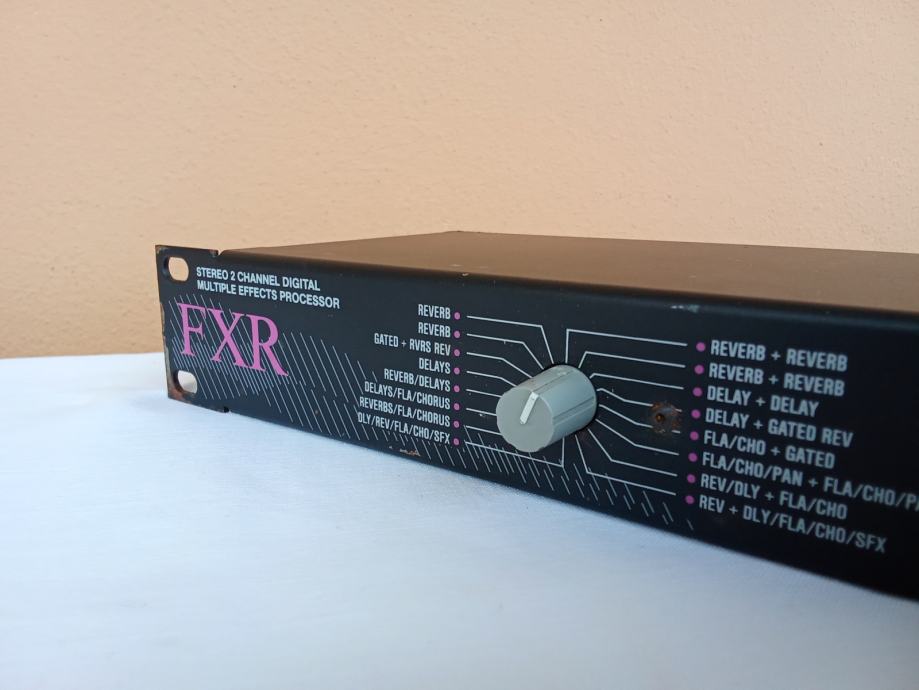 STEREO 2 CHANNEL DIGITAL
MULTIPLE EFFECTS PROCESSOR
FXR
REVERB
REVERB
GATED + RVRS REV
DELAYS
REVERB/DELAYS
DELAYS/FLA/CHORUS
REVERBS/FLA/CHORUS
DLY/REV/FLA/CHO/SFX
REVERB + REVERB
REVERB + REVERB
DELAY + DELAY
DELAY + GATED REV
FLA/CHO + GATED
FLA/CHO/PAN + FLA/CHO/PA
REV/DLY + FLA/CHO
REV + DLY/FLA/CHO/SFX